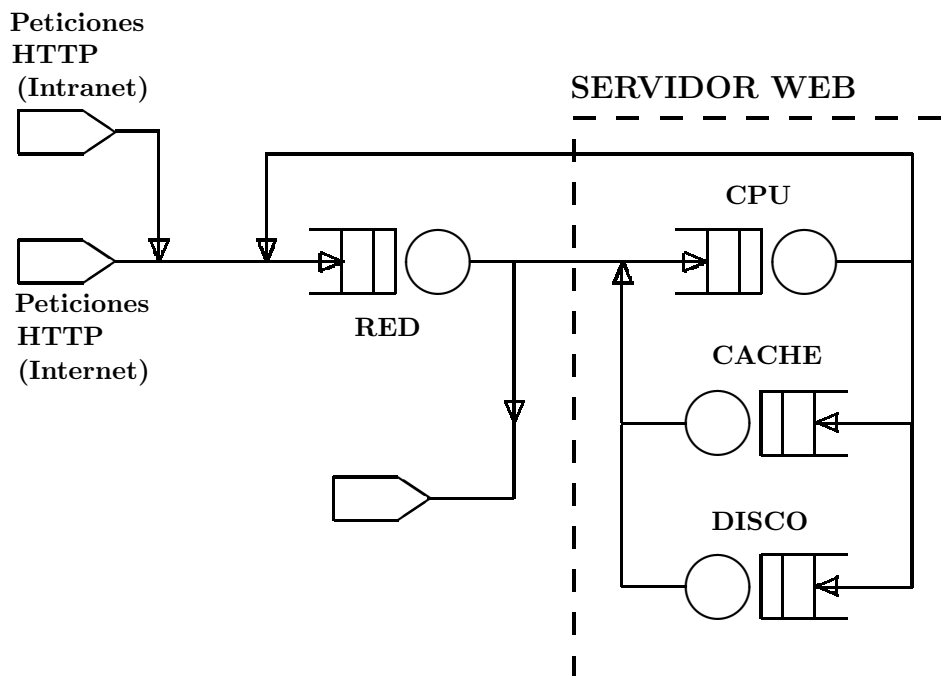 Peticiones
HTTP
(Intranet)
SERVIDOR WEB
CPU
Peticiones
HTTP
(Internet)
RED
CACHE
DISCO